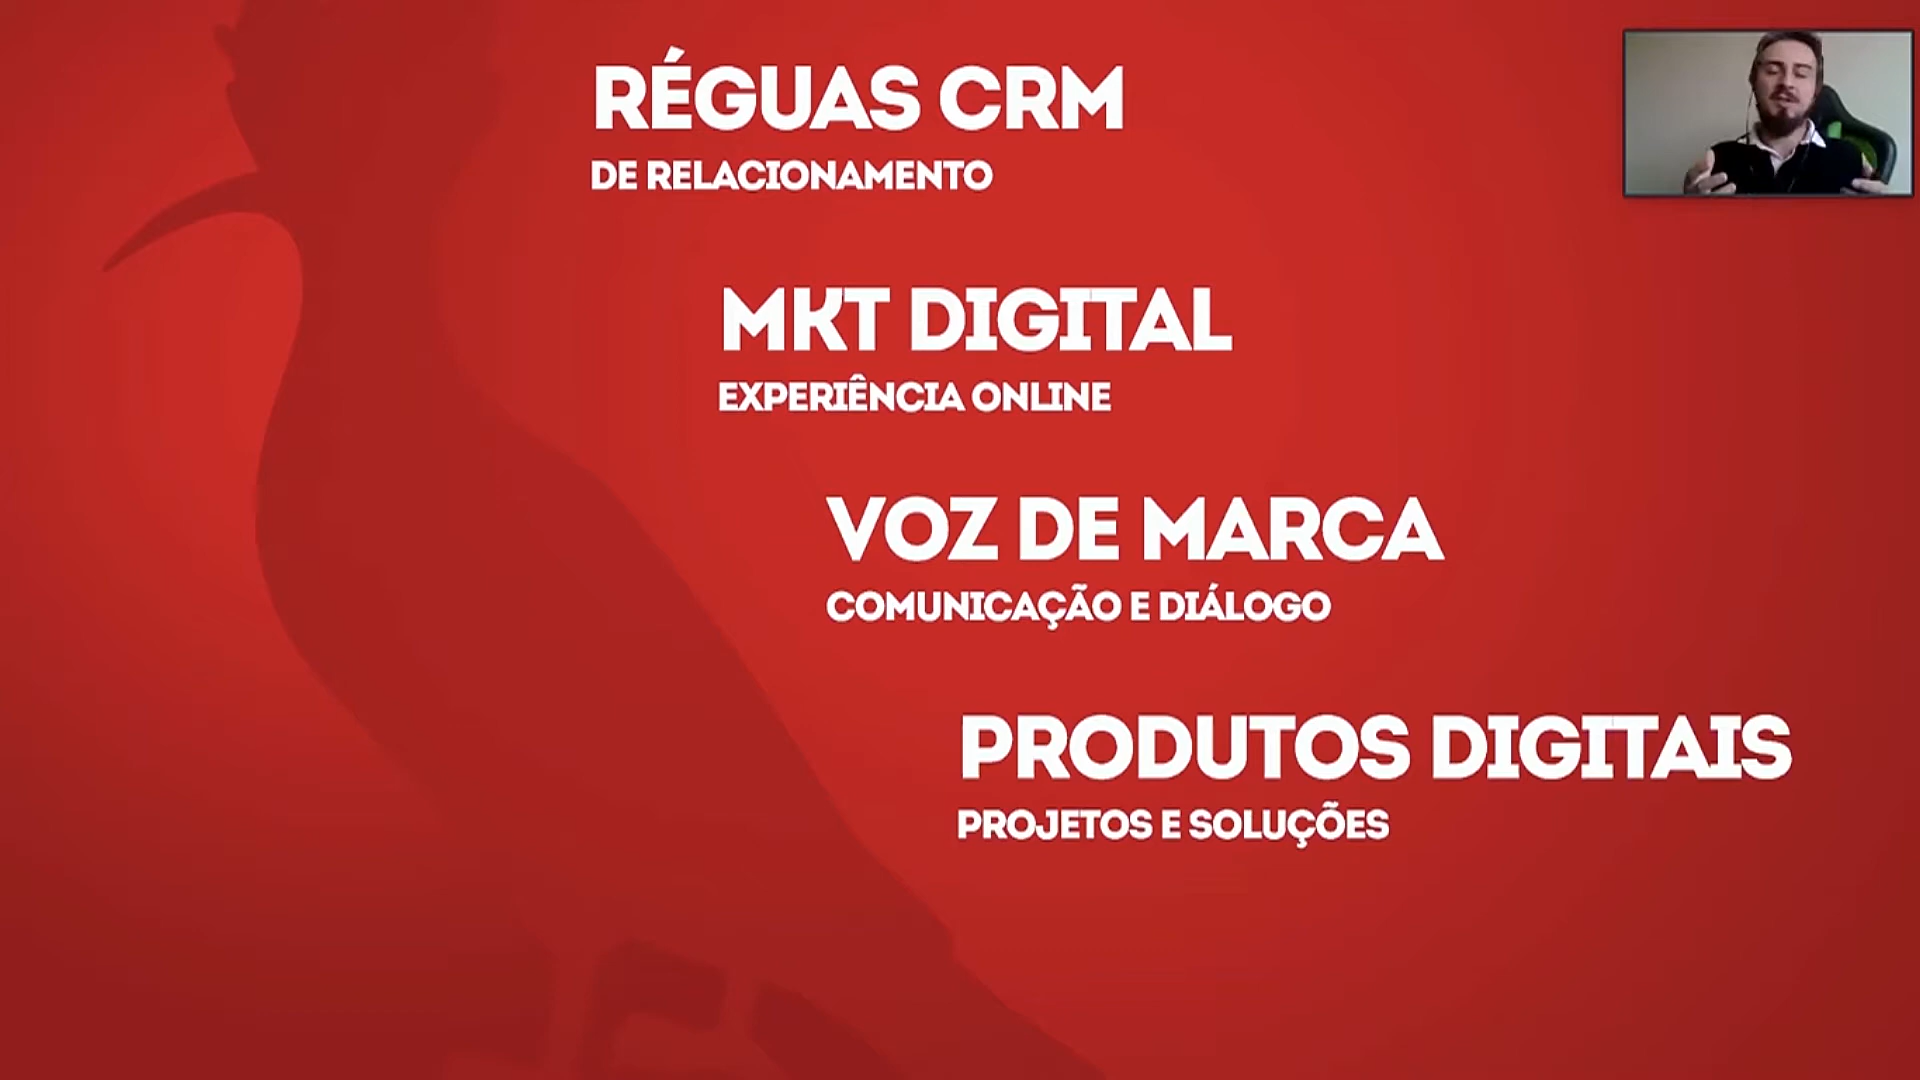 RÉGUAS CRM
DE RELACIONAMENTO
MKT DIGITAL
EXPERIÊNCIA ONLINE
VOZ DE MARCA
COMUNICAÇÃO E DIÁLOGO
PRODUTOS DIGITAIS
PROJETOS E SOLUÇÕES